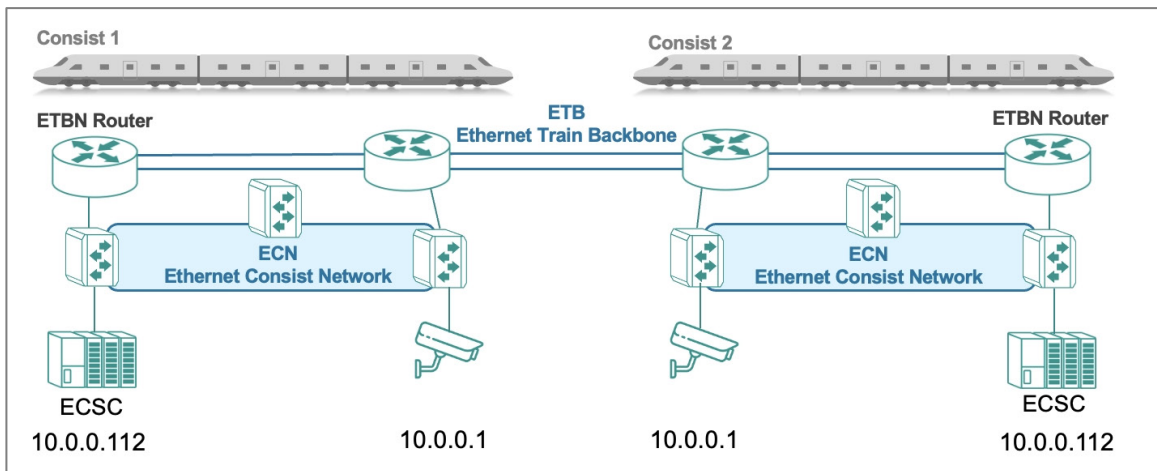 Consist 1
Consist 2
ETBN Router
ETB
Ethernet Train Backbone
ETBN Router
ECN
Ethernet Consist Network
ECN
Ethernet Consist Network
ECSC
ECSC
10.0.0.112
10.0.0.1
10.0.0.1
10.0.0.112